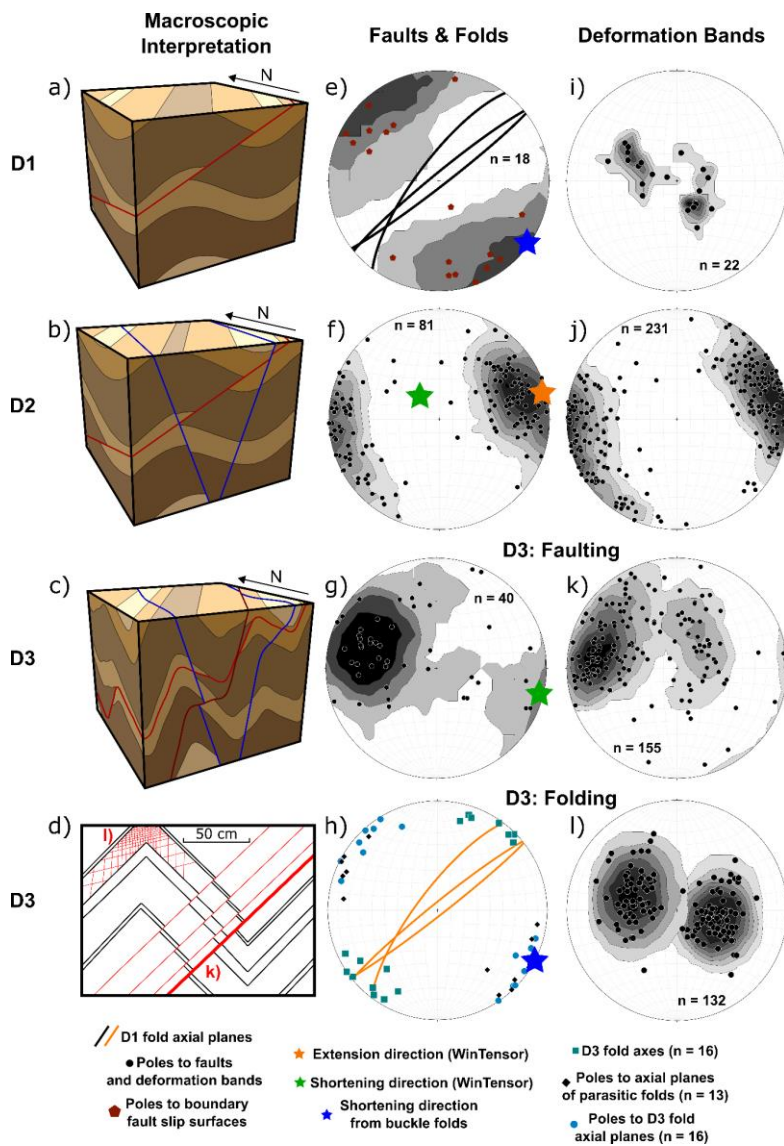 Macroscopic
Interpretation
Faults & Folds
Deformation Bands
a)
N
e)
n = 18
i)
n = 22
D1
b)
N
f)
n = 81
j)
n = 231
D2
D3: Faulting
c)
N
g)
n = 40
k)
n = 155
D3
D3: Folding
d)
l)
50 cm
k)
h)
l)
n = 132
D3
D1 fold axial planes
Poles to faults
and deformation bands
Poles to boundary
fault slip surfaces
Extension direction (WinTensor)
Shortening direction (WinTensor)
Shortening direction
from buckle folds
D3 fold axes (n = 16)
Poles to axial planes
of parasitic folds (n = 13)
Poles to D3 fold
axial planes (n = 16)